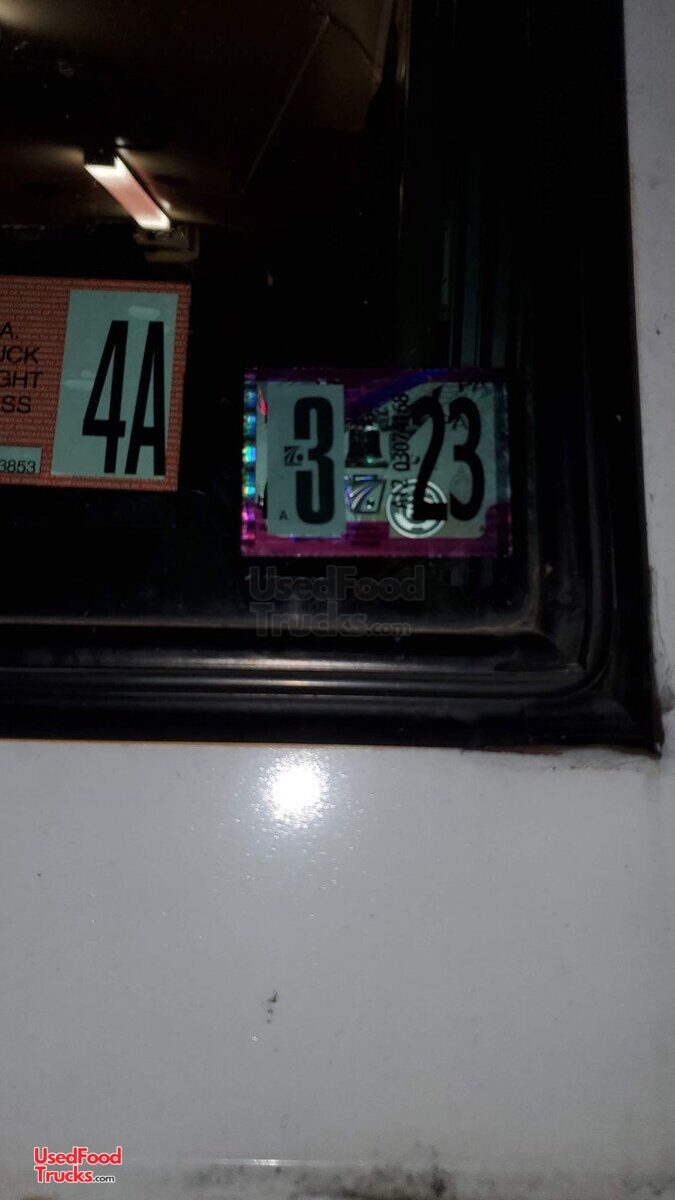 A.
UCK
GHT
SS
4A
3853
PA
3
23
A
UsedFood
Trucks.com
UsedFood
Trucks.com